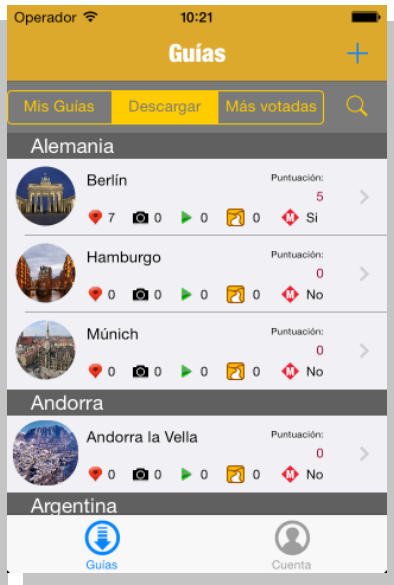 Operador 10:21
Guías
Mis Guías Descargar Más votadas
Alemania
Berlín Puntuación:
5
7 0 0 0 M Si
Hamburgo Puntuación:
0
0 0 0 0 M No
Múnich Puntuación:
0
0 0 0 0 M No
Andorra
Andorra la Vella Puntuación:
0
0 0 0 0 M No
Argentina
Guías Cuenta